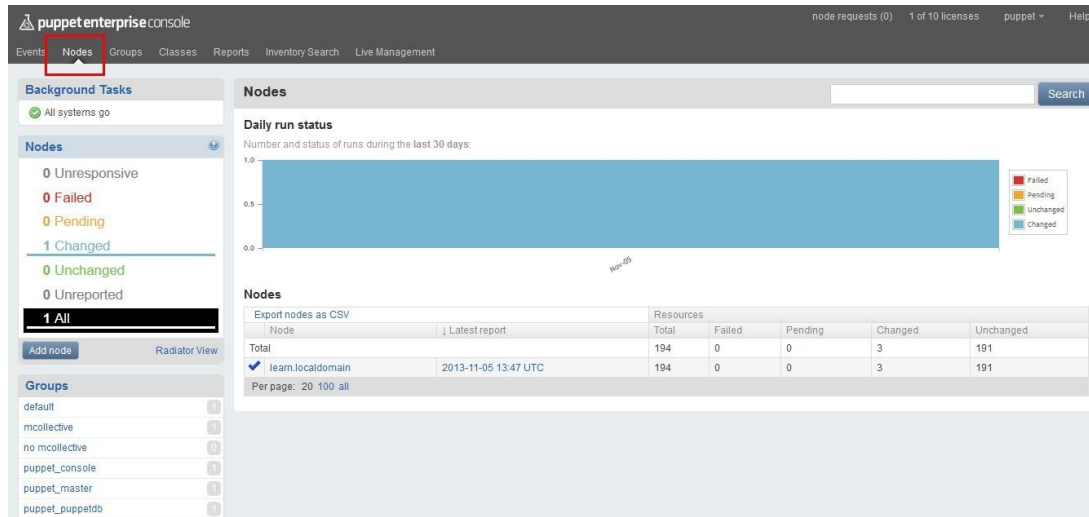 puppet enterprise console
node requests (0) 1 of 10 licenses puppet Help
Events Nodes Groups Classes Reports Inventory Search Live Management
Background Tasks
All systems go
Nodes
0 Unresponsive
0 Failed
0 Pending
1 Changed
0 Unchanged
0 Unreported
1 All
Add node Radiator View
Groups
default 1
mcollective 1
no mcollective 0
puppet_console 1
puppet_master 1
puppet_puppetdb 1
Nodes Search
Daily run status
Number and status of runs during the last 30 days:
1.0
0.5
0.0
Nov-05
Failed
Pending
Unchanged
Changed
Nodes
Export nodes as CSV Resources
Node ↓ Latest report Total Failed Pending Changed Unchanged
Total 194 0 0 3 191
learn.localdomain 2013-11-05 13:47 UTC 194 0 0 3 191
Per page: 20 100 all